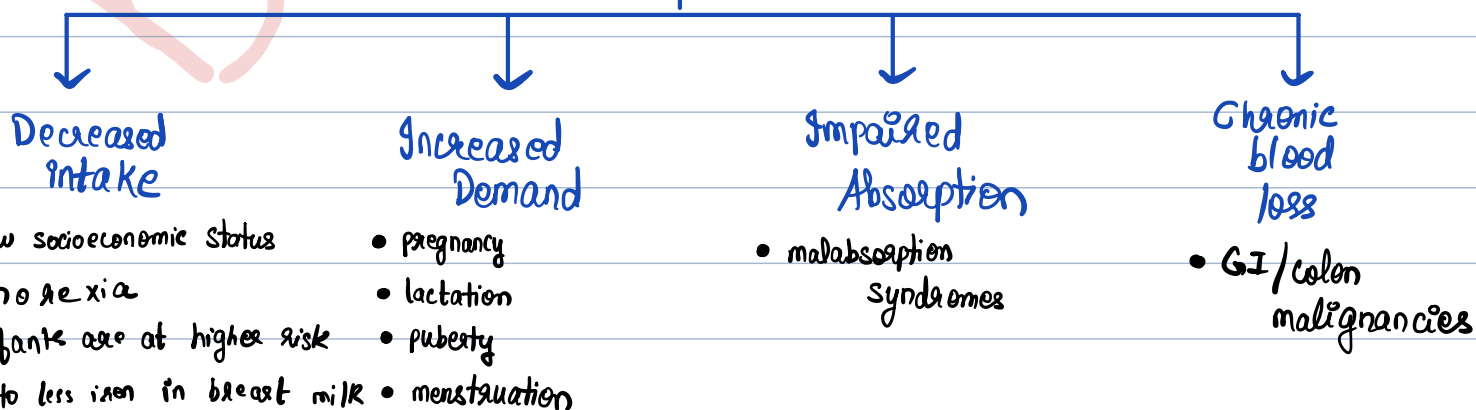 Decreased
intake
socioeconomic status
are at higher risk
to less iron in breast milk
Increased
Demand
• pregnancy
• lactation
• puberty
• menstruation
Impaired
Absorption
• malabsorption
syndromes
Chronic
blood
loss
• GI/colon
malignancies